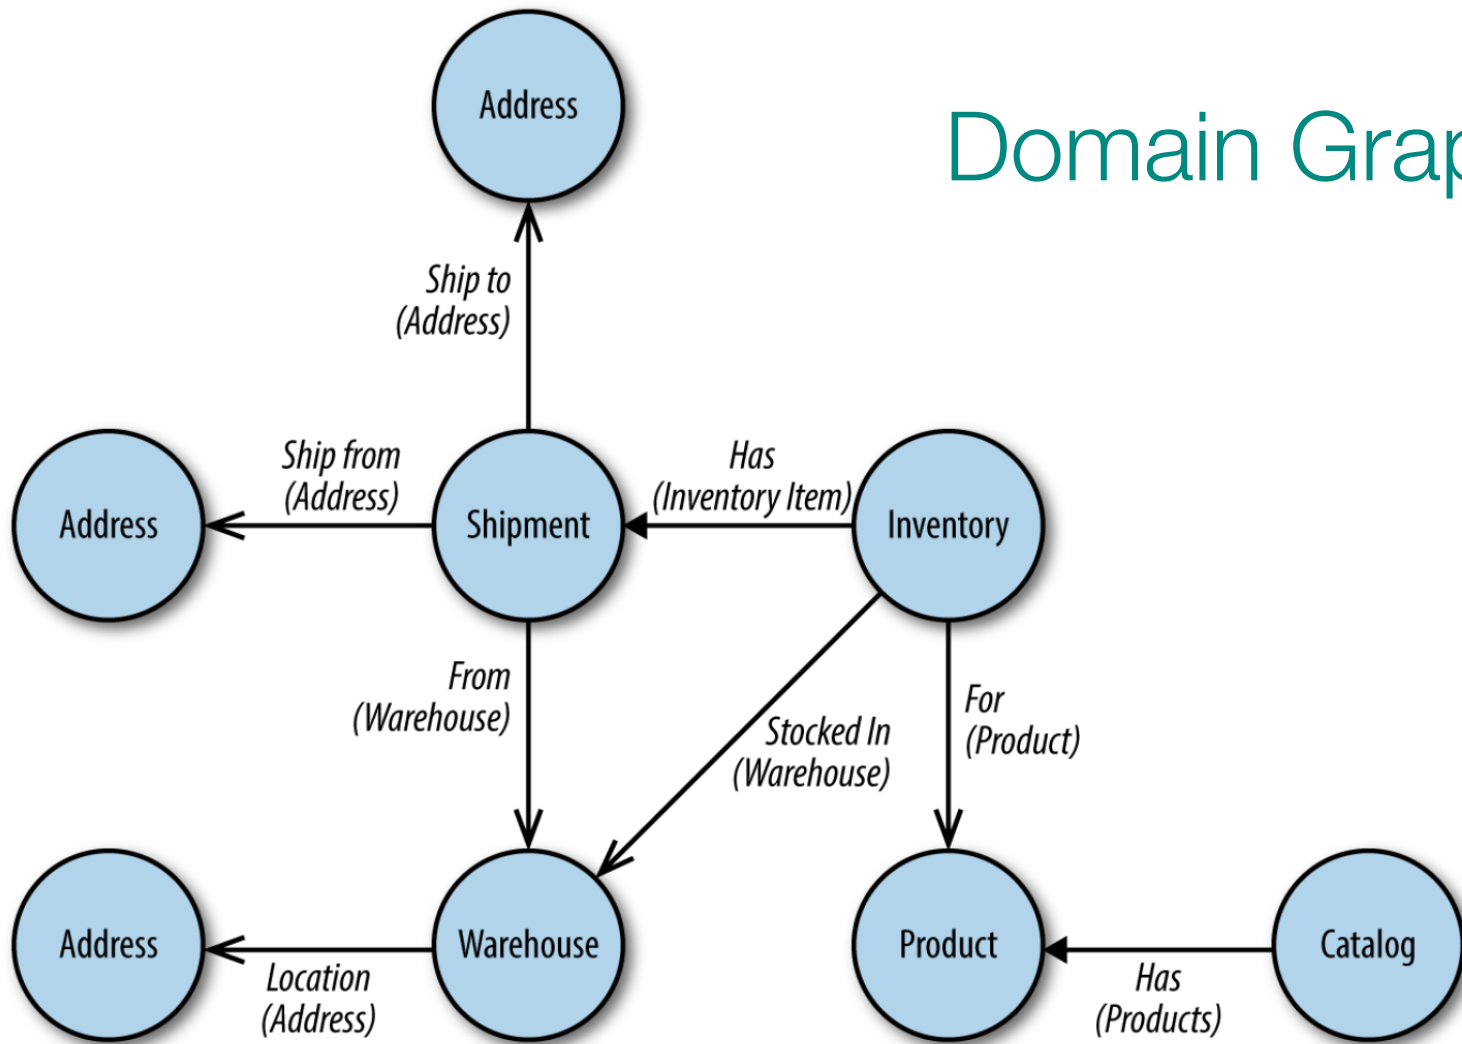 Address
Domain Grap
Ship to
(Address)
Ship from
(Address)
Has
(Inventory Item)
Address
Shipment
Inventory
From
(Warehouse)
Stocked In
(Warehouse)
For
(Product)
Address
Warehouse
Product
Catalog
Location
(Address)
Has
(Products)